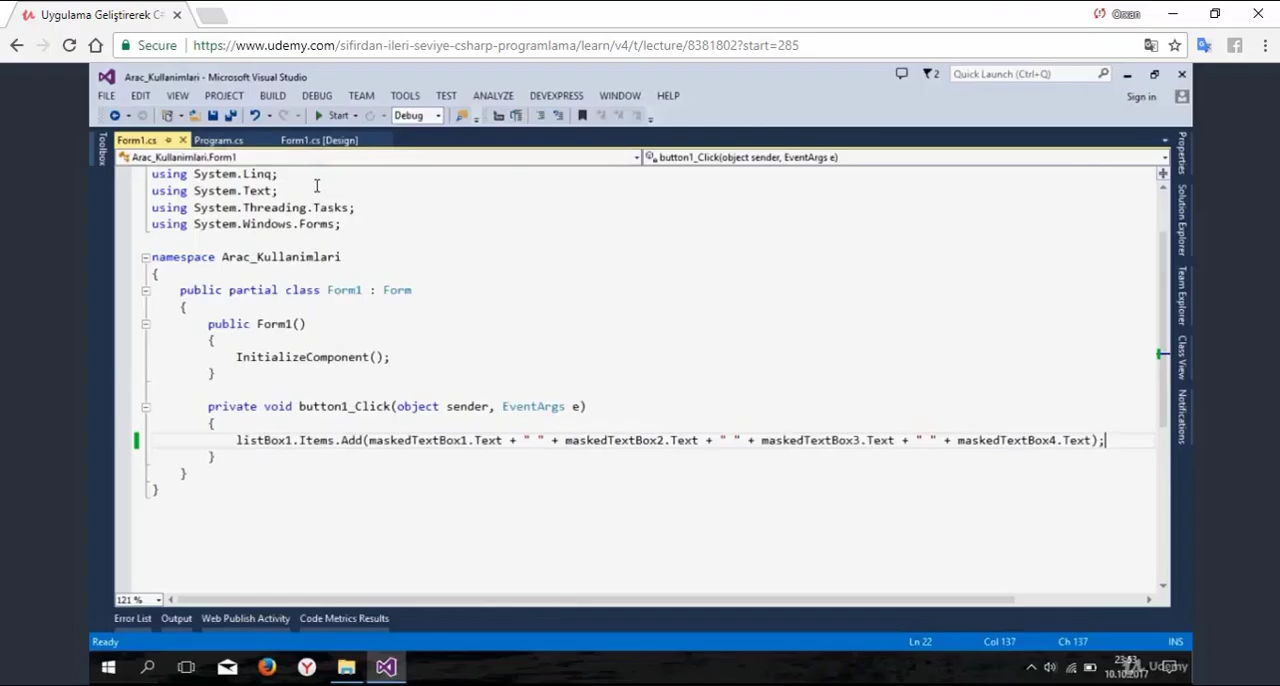 Uygulama Geliştirerek C=
Orxan
Secure
https://www.udemy.com/sifirdan-ileri-seviye-csharp-programlama/learn/v4/t/lecture/8381802?start=285
Arac_Kullanimlari - Microsoft Visual Studio
2
Quick Launch (Ctrl+Q)
FILE EDIT VIEW PROJECT BUILD DEBUG TEAM TOOLS TEST ANALYZE DEVEXPRESS WINDOW HELP
Sign in
Start
Debug
Toolbox
Form1.cs
Program.cs
Form1.cs [Design]
Arac_Kullanimlari.Form1
button1_Click(object sender, EventArgs e)
using System.Linq;
using System.Text;
using System.Threading.Tasks;
using System.Windows.Forms;
namespace Arac_Kullanimlari
{
public partial class Form1 : Form
{
public Form1()
{
InitializeComponent();
}
private void button1_Click(object sender, EventArgs e)
{
listBox1.Items.Add(maskedTextBox1.Text + " " + maskedTextBox2.Text + " " + maskedTextBox3.Text + " " + maskedTextBox4.Text);
}
}
}
Properties
Solution Explorer
Team Explorer
Class View
Notifications
121 %
Error List Output Web Publish Activity Code Metrics Results
Ready
Ln 22
Col 137
Ch 137
INS
10.10.2017
Udemy